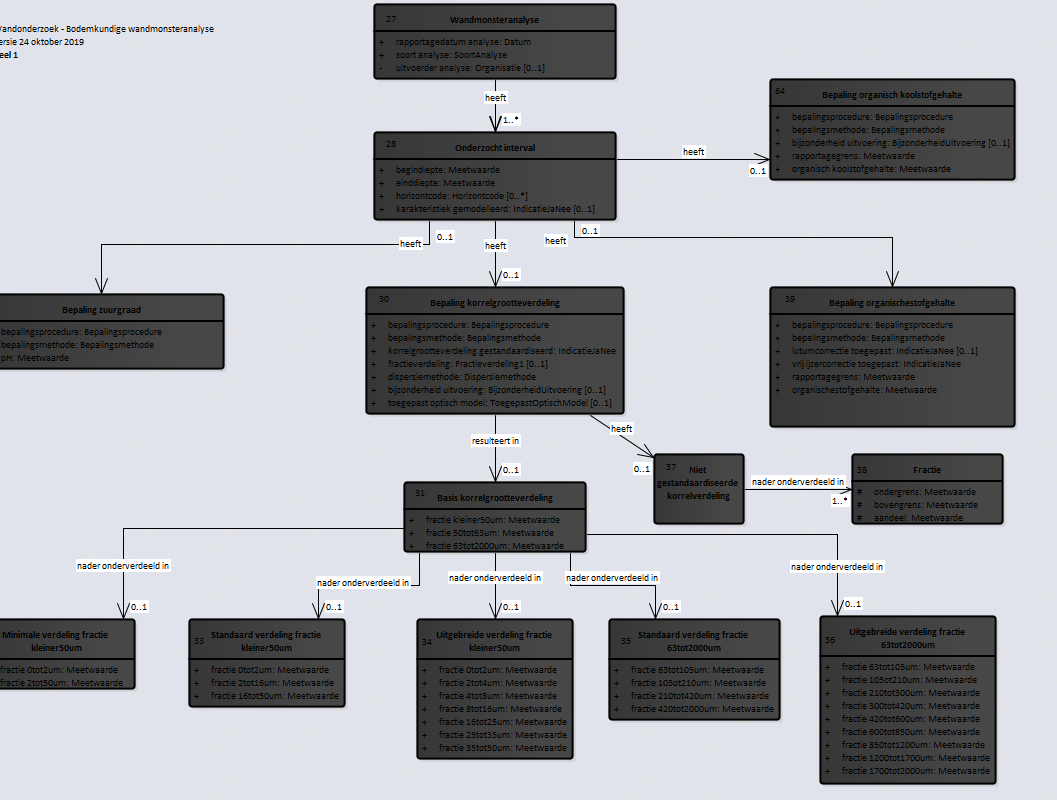 andonderzoek - Bodemkundige wandmonsteranalyse
ersie 24 oktober 2019
eel 1
27 Wandmonsteranalyse
+ rapportagedatum analyse: Datum
+ soort analyse: SoortAnalyse
- uitvoerder analyse: Organisatie [0..1]
heeft
1..*
28 Onderzocht interval
+ begindiepte: Meetwaarde
+ einddiepte: Meetwaarde
+ horizontcode: Horizontcode [0..*]
+ karakteristiek gemodelleerd: IndicatieJaNee [0..1]
heeft
0..1
64 Bepaling organisch koolstofgehalte
+ bepalingsprocedure: Bepalingsprocedure
+ bepalingsmethode: Bepalingsmethode
+ bijzonderheid uitvoering: BijzonderheidUitvoering [0..1]
+ rapportagegrens: Meetwaarde
+ organisch koolstofgehalte: Meetwaarde
heeft
0..1
heeft
0..1
heeft
0..1
Bepaling zuurgraad
bepalingsprocedure: Bepalingsprocedure
bepalingsmethode: Bepalingsmethode
pH: Meetwaarde
30 Bepaling korrelgrootteverdeling
+ bepalingsprocedure: Bepalingsprocedure
+ bepalingsmethode: Bepalingsmethode
+ korrelgrootteverdeling gestandaardiseerd: IndicatieJaNee
+ fractieverdeling: Fractieverdeling1 [0..1]
+ dispersiemethode: Dispersiemethode
+ bijzonderheid uitvoering: BijzonderheidUitvoering [0..1]
+ toegepast optisch model: ToegepastOptischModel [0..1]
39 Bepaling organischestofgehalte
+ bepalingsprocedure: Bepalingsprocedure
+ bepalingsmethode: Bepalingsmethode
+ lutumcorrectie toegepast: IndicatieJaNee [0..1]
+ vrij ijzercorrectie toegepast: IndicatieJaNee
+ rapportagegrens: Meetwaarde
+ organischestofgehalte: Meetwaarde
resulteert in
0..1
heeft
0..1
37 Niet
gestandaardiseerde
korrelverdeling
nader onderverdeeld in
1..*
38 Fractie
# ondergrens: Meetwaarde
# bovengrens: Meetwaarde
# aandeel: Meetwaarde
31 Basis korrelgrootteverdeling
+ fractie kleiner50um: Meetwaarde
+ fractie 50tot63um: Meetwaarde
+ fractie 63tot2000um: Meetwaarde
nader onderverdeeld in
0..1
nader onderverdeeld in
0..1
nader onderverdeeld in
0..1
nader onderverdeeld in
0..1
nader onderverdeeld in
0..1
Minimale verdeling fractie
kleiner50um
fractie 0tot2um: Meetwaarde
fractie 2tot50um: Meetwaarde
33 Standaard verdeling fractie
kleiner50um
+ fractie 0tot2um: Meetwaarde
+ fractie 2tot16um: Meetwaarde
+ fractie 16tot50um: Meetwaarde
34 Uitgebreide verdeling fractie
kleiner50um
+ fractie 0tot2um: Meetwaarde
+ fractie 2tot4um: Meetwaarde
+ fractie 4tot8um: Meetwaarde
+ fractie 8tot16um: Meetwaarde
+ fractie 16tot25um: Meetwaarde
+ fractie 25tot35um: Meetwaarde
+ fractie 35tot50um: Meetwaarde
35 Standaard verdeling fractie
63tot2000um
+ fractie 63tot105um: Meetwaarde
+ fractie 105tot210um: Meetwaarde
+ fractie 210tot420um: Meetwaarde
+ fractie 420tot2000um: Meetwaarde
36 Uitgebreide verdeling fractie
63tot2000um
+ fractie 63tot105um: Meetwaarde
+ fractie 105tot210um: Meetwaarde
+ fractie 210tot300um: Meetwaarde
+ fractie 300tot420um: Meetwaarde
+ fractie 420tot600um: Meetwaarde
+ fractie 600tot850um: Meetwaarde
+ fractie 850tot1200um: Meetwaarde
+ fractie 1200tot1700um: Meetwaarde
+ fractie 1700tot2000um: Meetwaarde